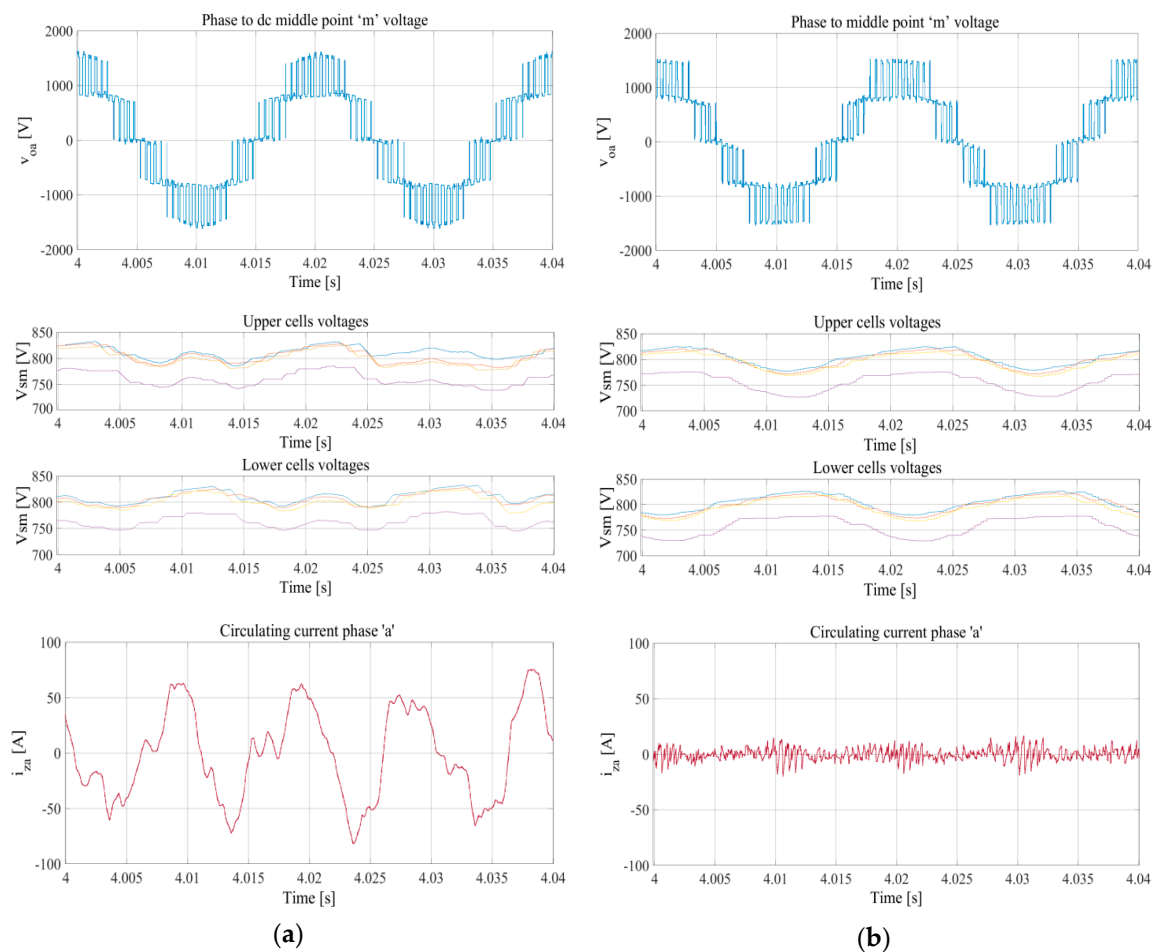 Phase to dc middle point ‘m’ voltage
2000
1000
0
-1000
-2000
v_oa [V]
4 4.005 4.01 4.015 4.02 4.025 4.03 4.035 4.04
Time [s]
Upper cells voltages
850
800
750
700
Vsm [V]
4 4.005 4.01 4.015 4.02 4.025 4.03 4.035 4.04
Time [s]
Lower cells voltages
850
800
750
700
Vsm [V]
4 4.005 4.01 4.015 4.02 4.025 4.03 4.035 4.04
Time [s]
Circulating current phase 'a'
100
50
0
-50
-100
i_za [A]
4 4.005 4.01 4.015 4.02 4.025 4.03 4.035 4.04
Time [s]
(a)
Phase to middle point ‘m’ voltage
2000
1000
0
-1000
-2000
v_oa [V]
4 4.005 4.01 4.015 4.02 4.025 4.03 4.035 4.04
Time [s]
Upper cells voltages
850
800
750
700
Vsm [V]
4 4.005 4.01 4.015 4.02 4.025 4.03 4.035 4.04
Time [s]
Lower cells voltages
850
800
750
700
Vsm [V]
4 4.005 4.01 4.015 4.02 4.025 4.03 4.035 4.04
Time [s]
Circulating current phase 'a'
100
50
0
-50
-100
i_za [A]
4 4.005 4.01 4.015 4.02 4.025 4.03 4.035 4.04
Time [s]
(b)